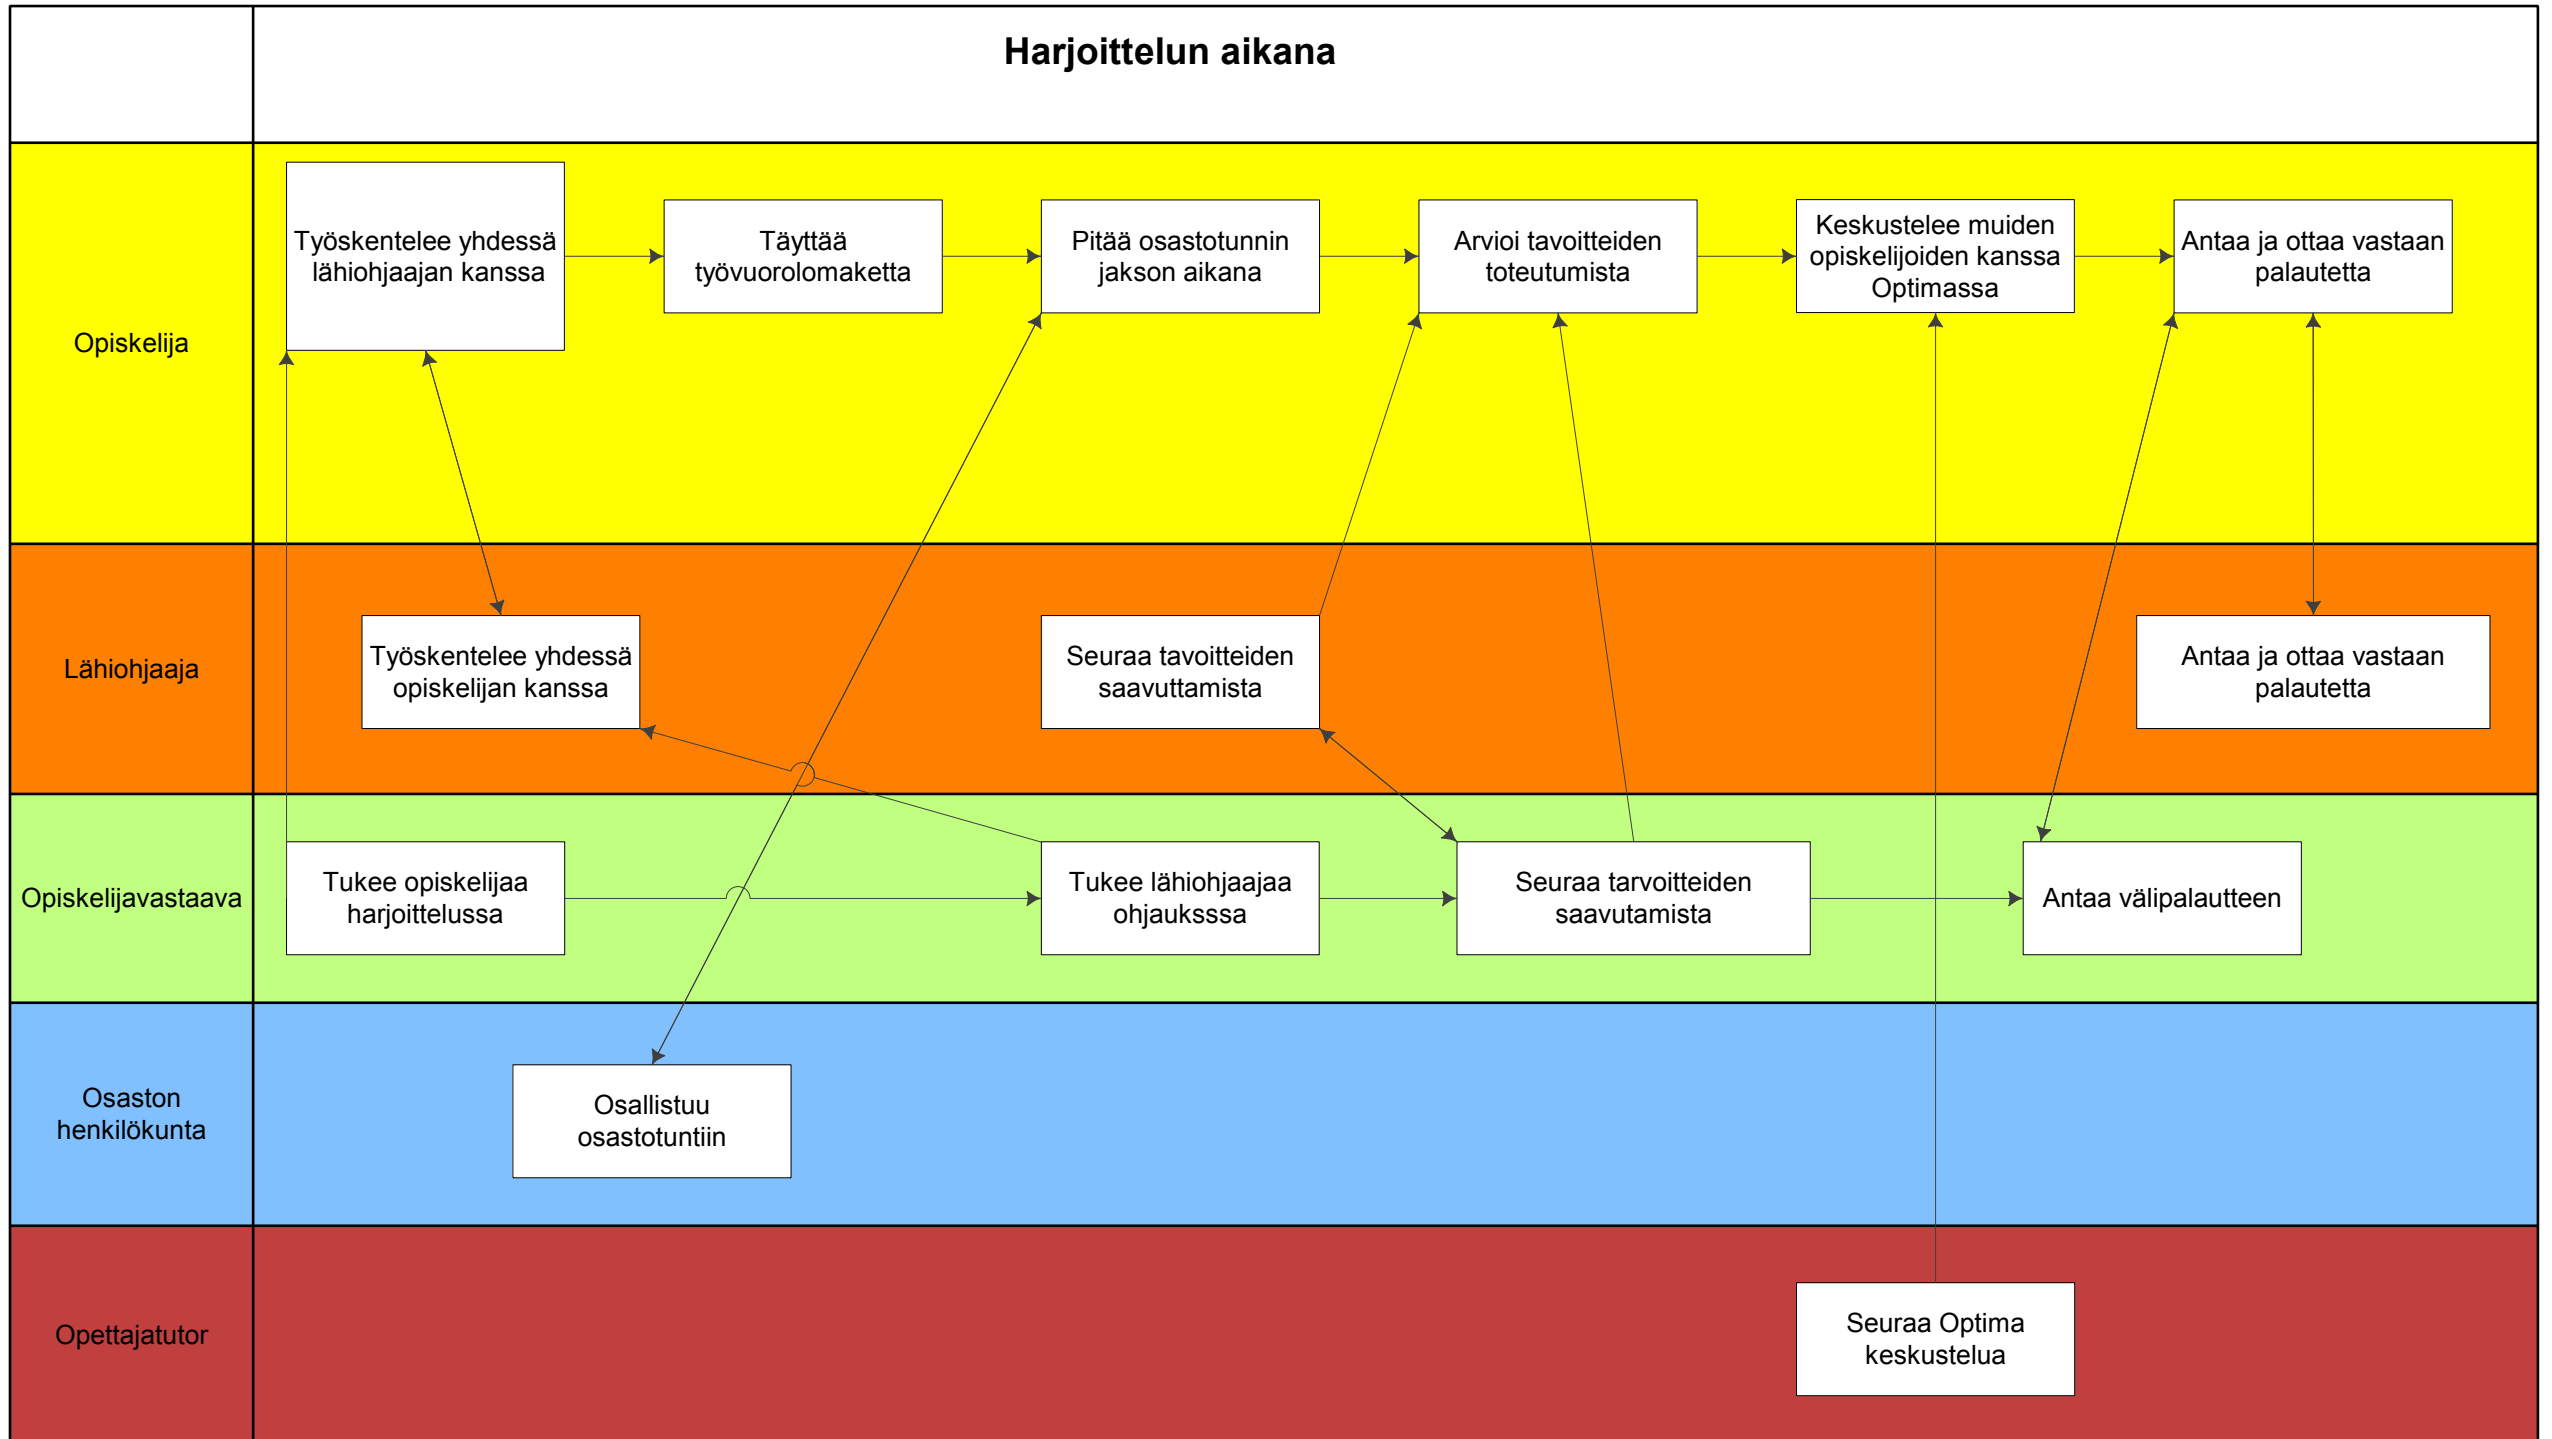 Harjoittelun aikana
Opiskelija
Työskentelee yhdessä
lähiohjaajan kanssa
Täyttää
työvuorolomaketta
Pitää osastotunnin
jakson aikana
Arvioi tavoitteiden
toteutumista
Keskustelee muiden
opiskelijoiden kanssa
Optimassa
Antaa ja ottaa vastaan
palautetta
Lähiohjaaja
Työskentelee yhdessä
opiskelijan kanssa
Seuraa tavoitteiden
saavuttamista
Antaa ja ottaa vastaan
palautetta
Opiskelijavastaava
Tukee opiskelijaa
harjoittelussa
Tukee lähiohjaajaa
ohjauksssa
Seuraa tarvoitteiden
saavutamista
Antaa välipalautteen
Osaston
henkilökunta
Osallistuu
osastotuntiin
Opettajatutor
Seuraa Optima
keskustelua